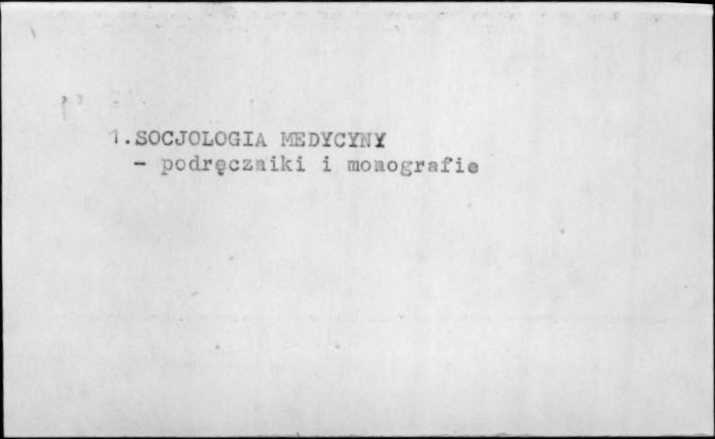 1.SOCJOLOGIA MEDYCYNY
- podręczniki i monografie